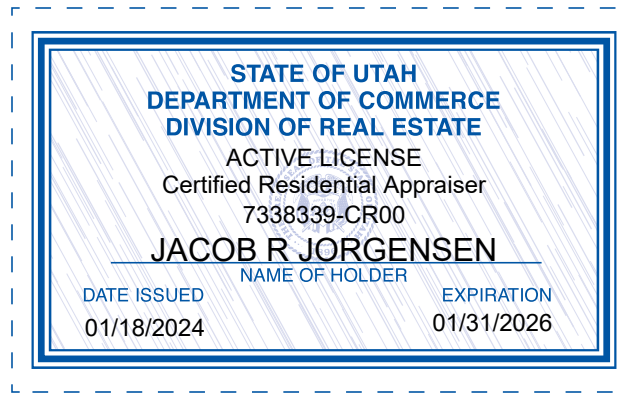 STATE OF UTAH
DEPARTMENT OF COMMERCE
DIVISION OF REAL ESTATE
ACTIVE LICENSE
Certified Residential Appraiser
7338339-CR00
JACOB R JORGENSEN
NAME OF HOLDER
DATE ISSUED
EXPIRATION
01/18/2024
01/31/2026